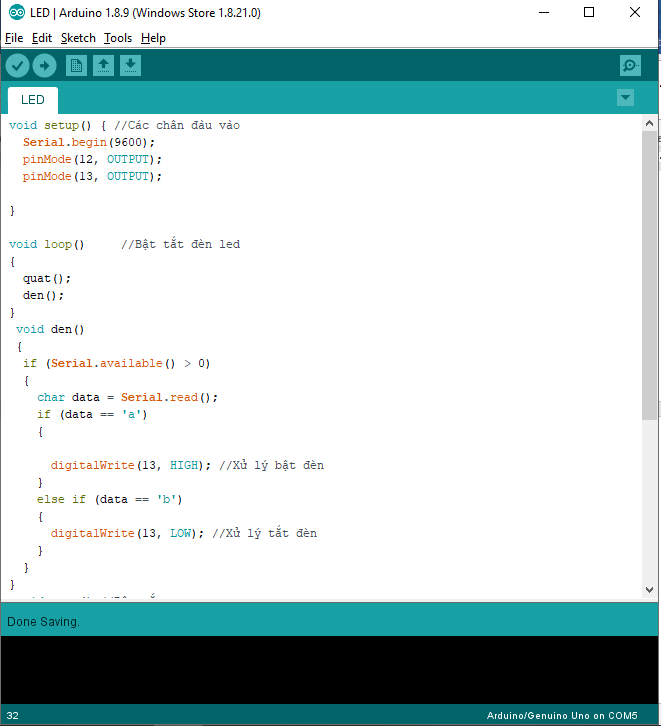 LED | Arduino 1.8.9 (Windows Store 1.8.21.0)
File Edit Sketch Tools Help
LED
void setup() { //Các chân đàu vào
Serial.begin(9600);
pinMode(12, OUTPUT);
pinMode(13, OUTPUT);
}
void loop() //Bật tắt đèn led
{
quat();
den();
}
void den()
{
if (Serial.available() > 0)
{
char data = Serial.read();
if (data == 'a')
{
digitalWrite(13, HIGH); //Xử lý bật đèn
}
else if (data == 'b')
{
digitalWrite(13, LOW); //Xử lý tắt đèn
}
}
}
Done Saving.
32
Arduino/Genuino Uno on COM5